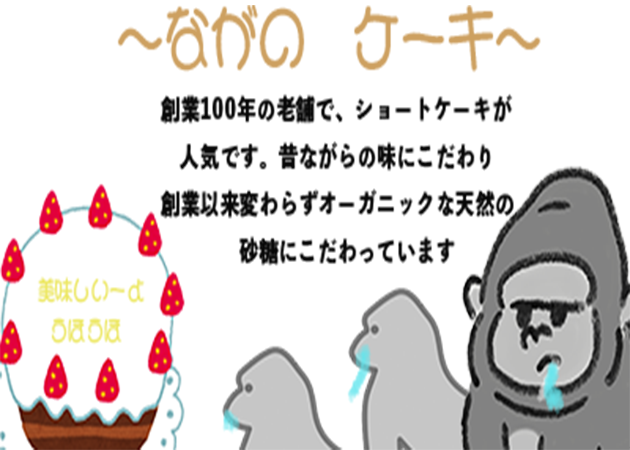 ～ながの　ケーキ～
創業100年の老舗で、ショートケーキが
人気です。昔ながらの味にこだわり
創業以来変わらずオーガニックな天然の
砂糖にこだわっています
美味しいーよ
うほうほ